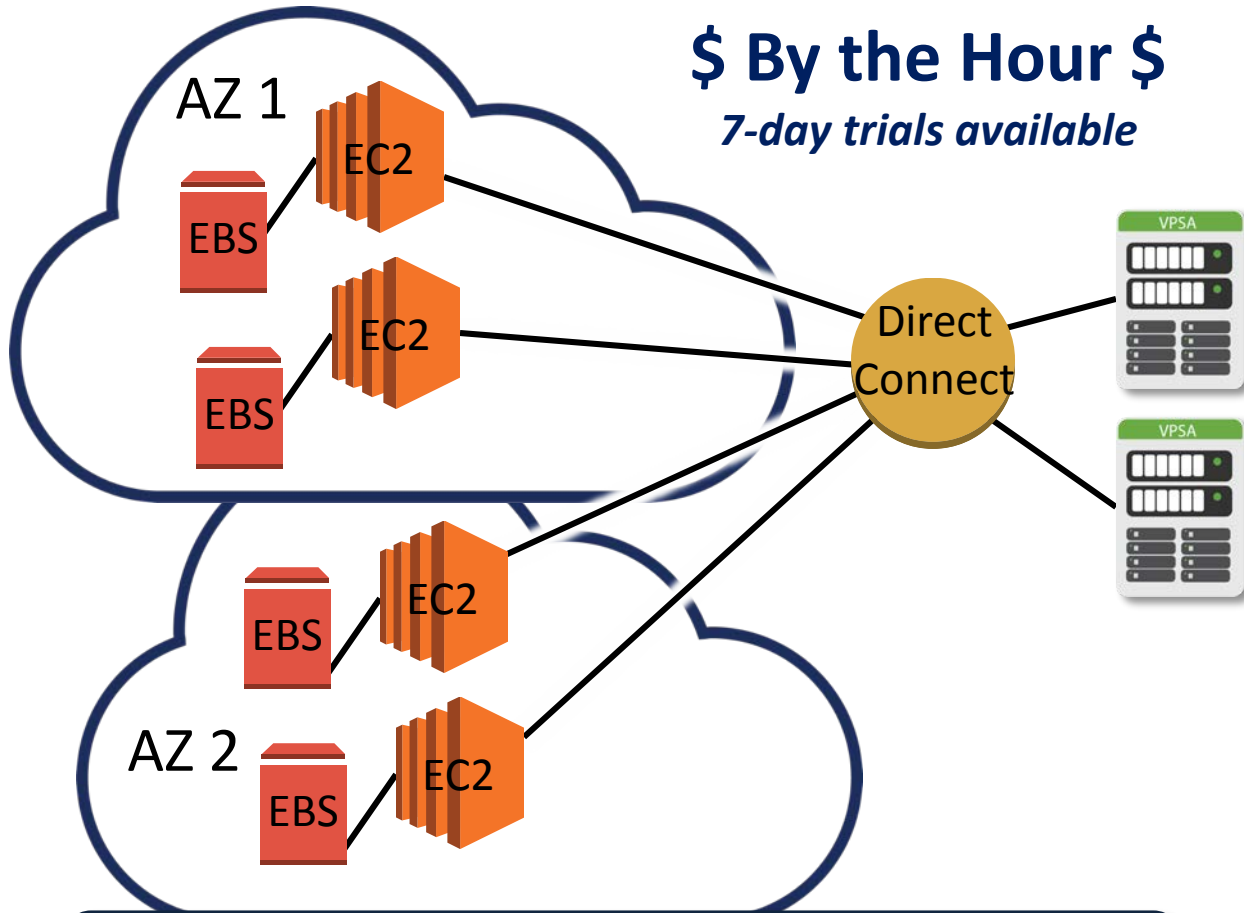 $ By the Hour $
7-day trials available
AZ 1
EC2
EBS
EC2
EBS
Direct
Connect
VPSA
VPSA
EC2
EBS
AZ 2
EC2
EBS